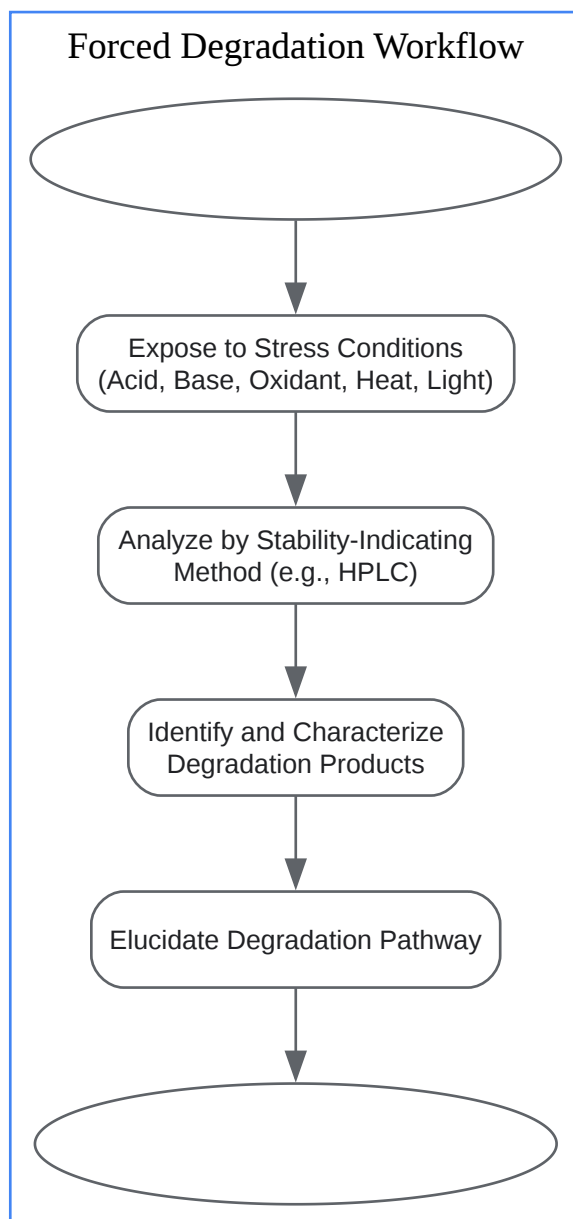 Forced Degradation Workflow
Expose to Stress Conditions
(Acid, Base, Oxidant, Heat, Light)
Analyze by Stability-Indicating
Method (e.g., HPLC)
Identify and Characterize
Degradation Products
Elucidate Degradation Pathway